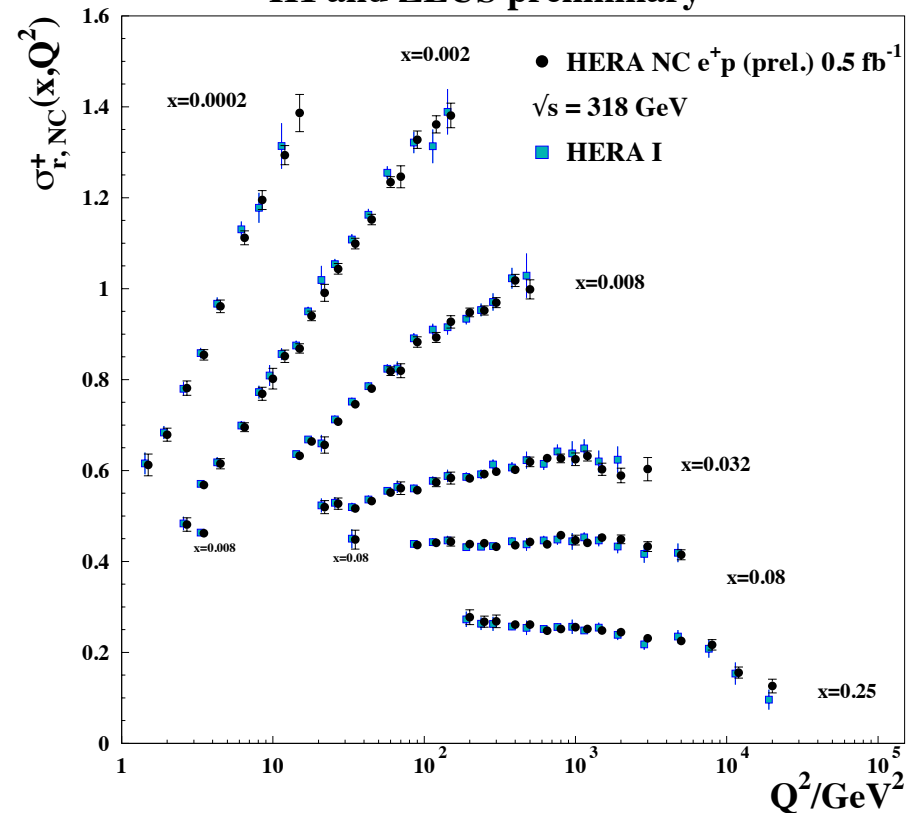 H1 and ZEUS preliminary
σ⁺r,NC(x,Q²)
1.6
1.4
1.2
1
0.8
0.6
0.4
0.2
0
x=0.0002
x=0.002
HERA NC e⁺p (prel.) 0.5 fb⁻¹
√s = 318 GeV
HERA I
x=0.008
x=0.032
x=0.008
x=0.08
x=0.08
x=0.25
1
10
10²
10³
10⁴
10⁵
Q²/GeV²